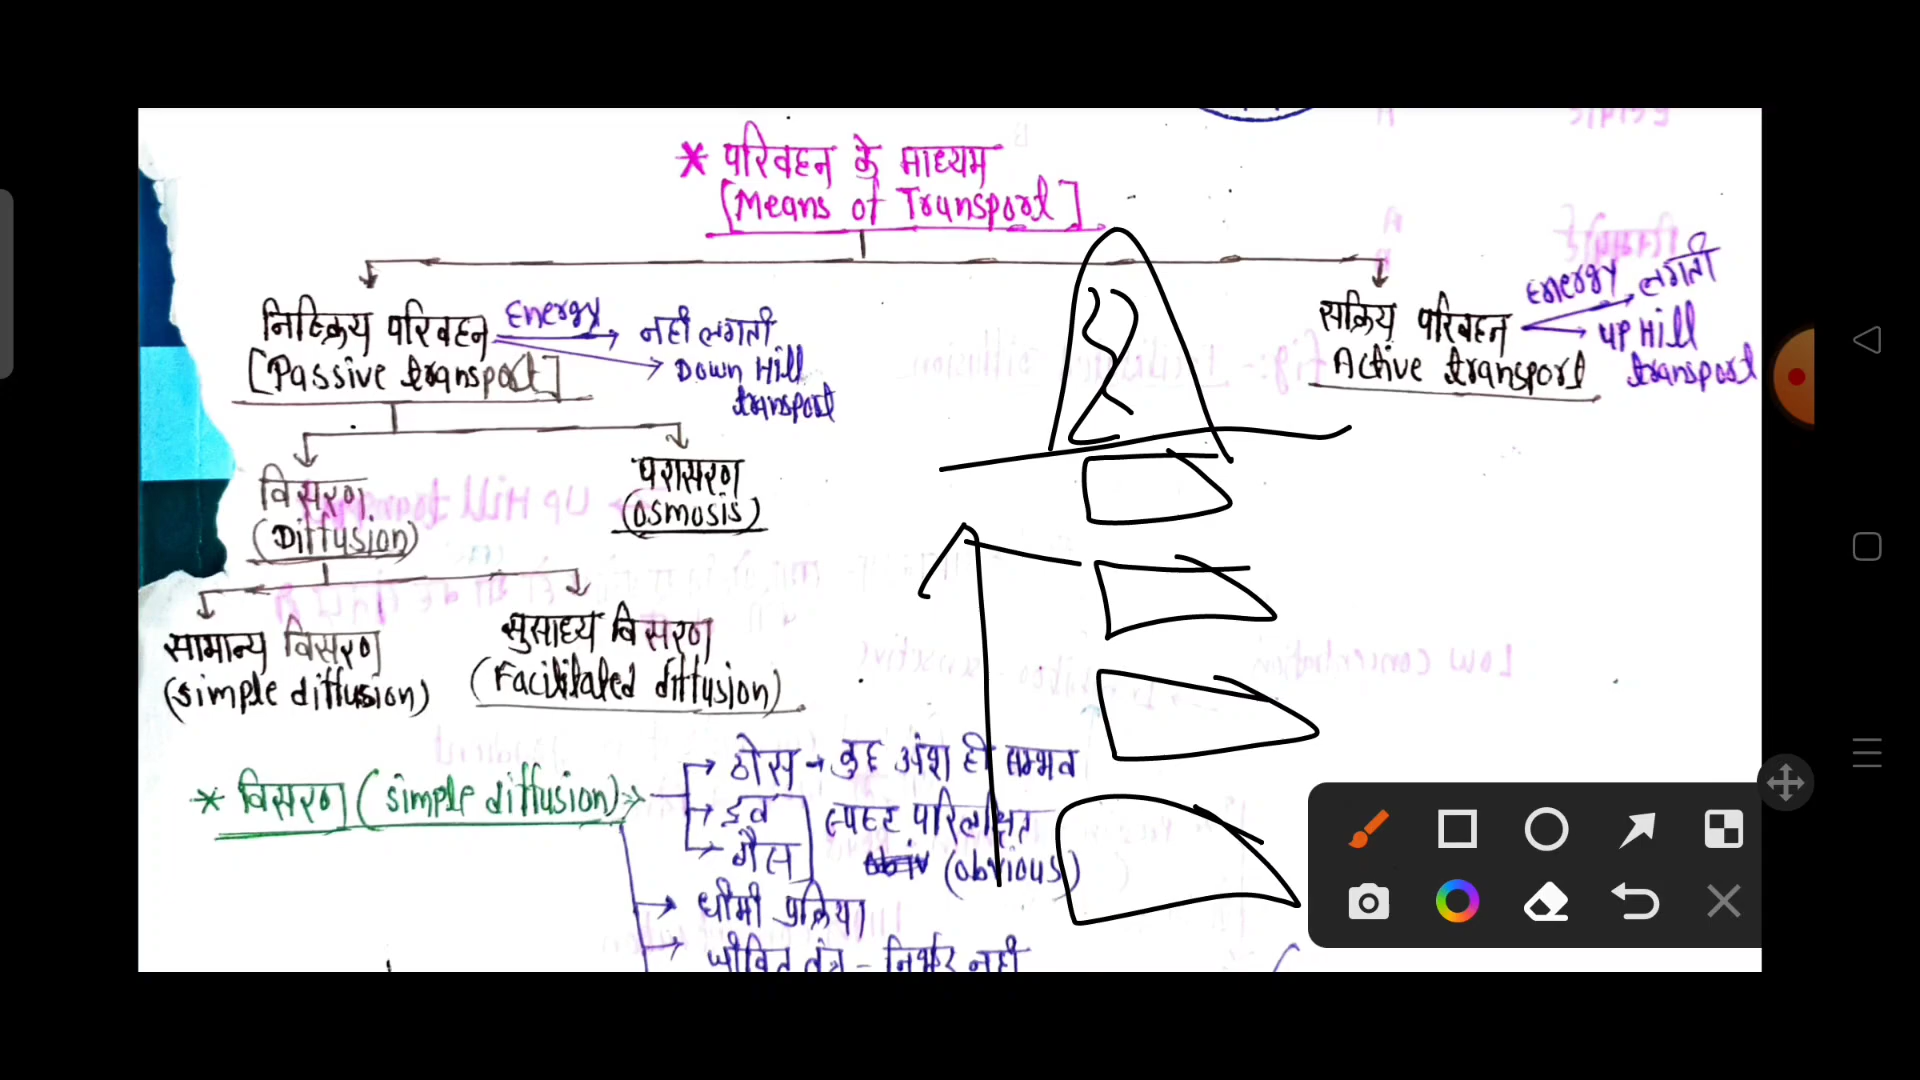 * परिवहन के माध्यम
[Means of Transport]
निष्क्रिय परिवहन Energy नही लगती
[Passive transport] Down Hill
transport
सक्रिय परिवहन Energy लगती
Active transport UP Hill
transport
विसरण
(Diffusion)
परासरण
(osmosis)
सामान्य विसरण
(simple diffusion)
सुसाध्य विसरण
(Facilitated diffusion)
* विसरण (simple diffusion)
ठोस → कुछ अंश ही सम्भव
द्रव
गैस
स्पष्ट परिलक्षित
(obvious)
धीमी प्रक्रिया
जीवित तंत्र - निर्भर नही